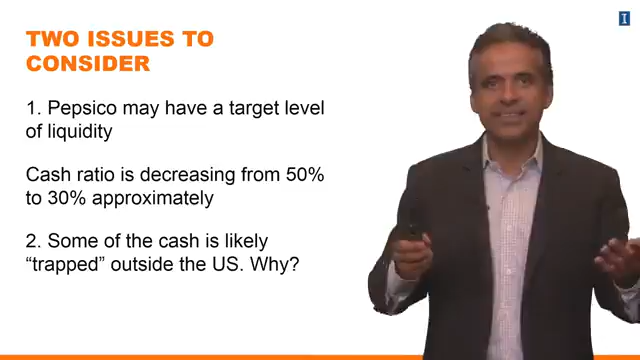 TWO ISSUES TO
CONSIDER
1. Pepsico may have a target level
of liquidity
Cash ratio is decreasing from 50%
to 30% approximately
2. Some of the cash is likely
“trapped” outside the US. Why?
I